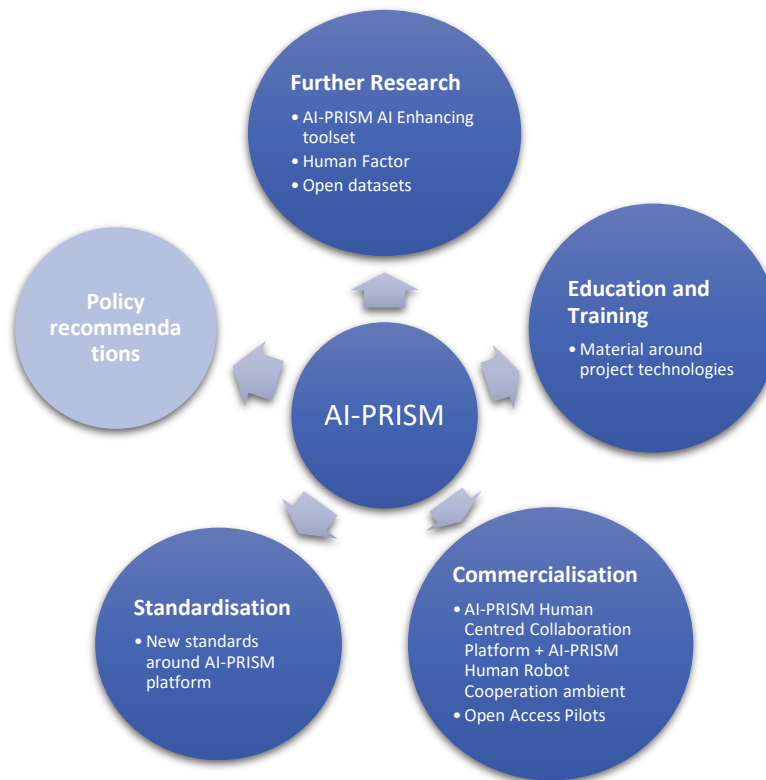 Further Research
• AI-PRISM AI Enhancing
toolset
• Human Factor
• Open datasets
Policy
recommenda
tions
Education and
Training
• Material around
project technologies
AI-PRISM
Standardisation
• New standards
around AI-PRISM
platform
Commercialisation
• AI-PRISM Human
Centred Collaboration
Platform + AI-PRISM
Human Robot
Cooperation ambient
• Open Access Pilots